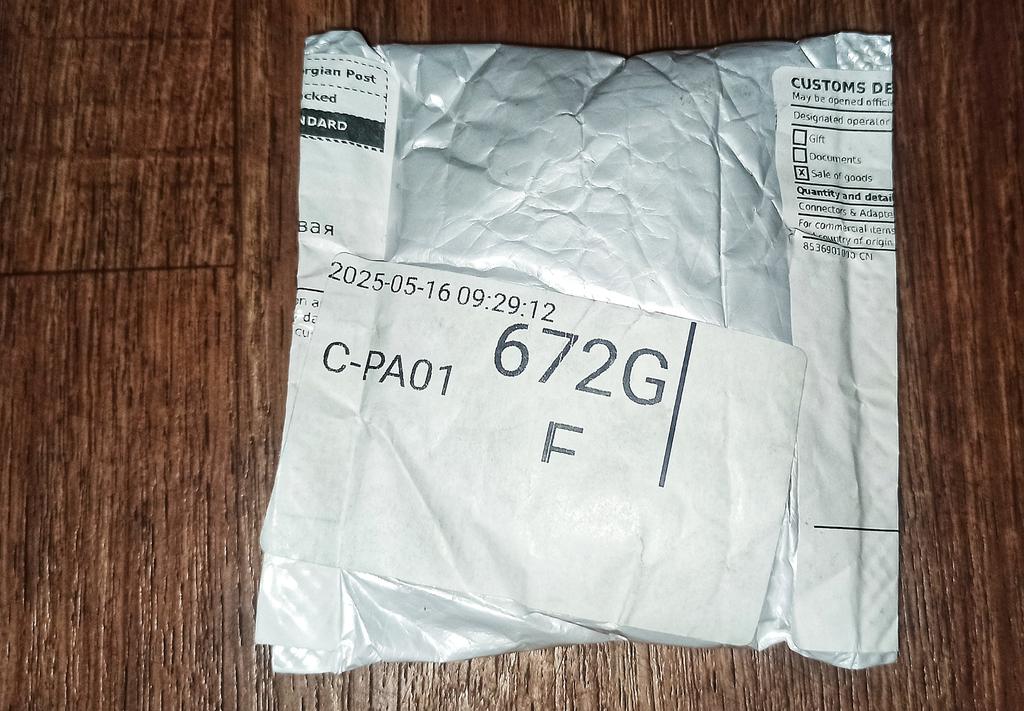 rgian Post
ocked
NDARD
вая
2025-05-16 09:29:12
C-PA01
672G
F
CUSTOMS DE
May be opened offici
Designated operator
Gift
Documents
X Sale of goods
Quantity and detai
Connectors & Adapte
For commercial items
country of origin
8536901000 CN